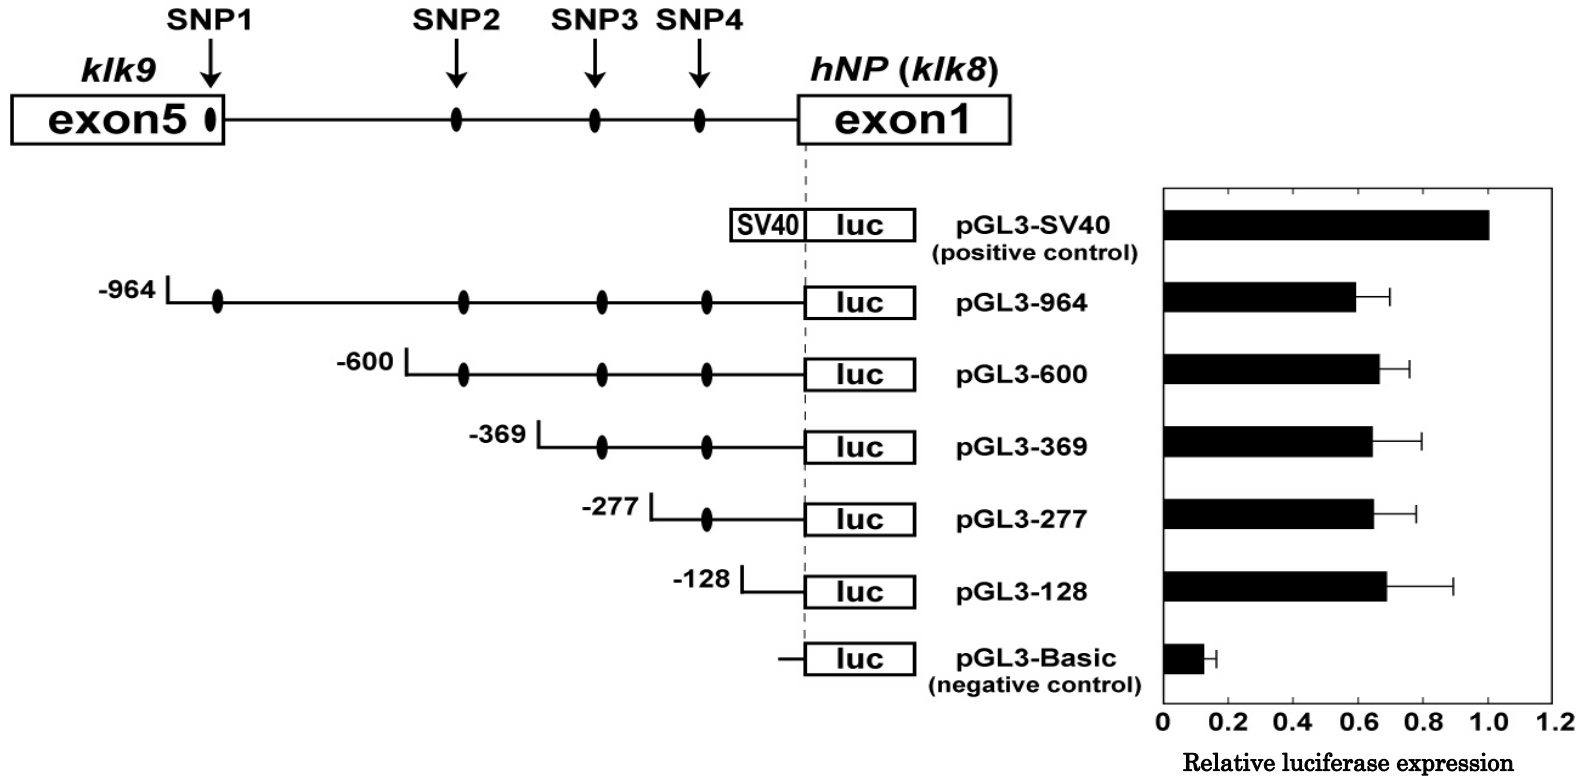 SNP1 SNP2 SNP3 SNP4
klk9 hNP (klk8)
exon5 exon1
SV40 luc pGL3-SV40
(positive control)
-964 luc pGL3-964
-600 luc pGL3-600
-369 luc pGL3-369
-277 luc pGL3-277
-128 luc pGL3-128
luc pGL3-Basic
(negative control)
0 0.2 0.4 0.6 0.8 1.0 1.2
Relative luciferase expression